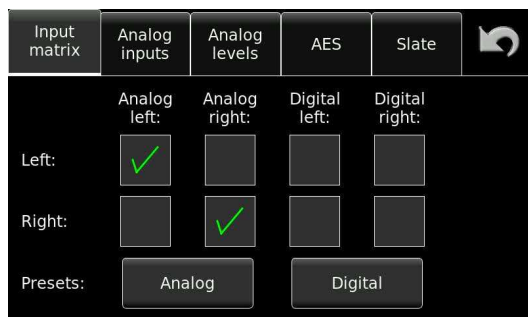 Input
matrix
Analog
inputs
Analog
levels
AES
Slate
Analog
left:
Analog
right:
Digital
left:
Digital
right:
Left:
Right:
Presets:
Analog
Digital